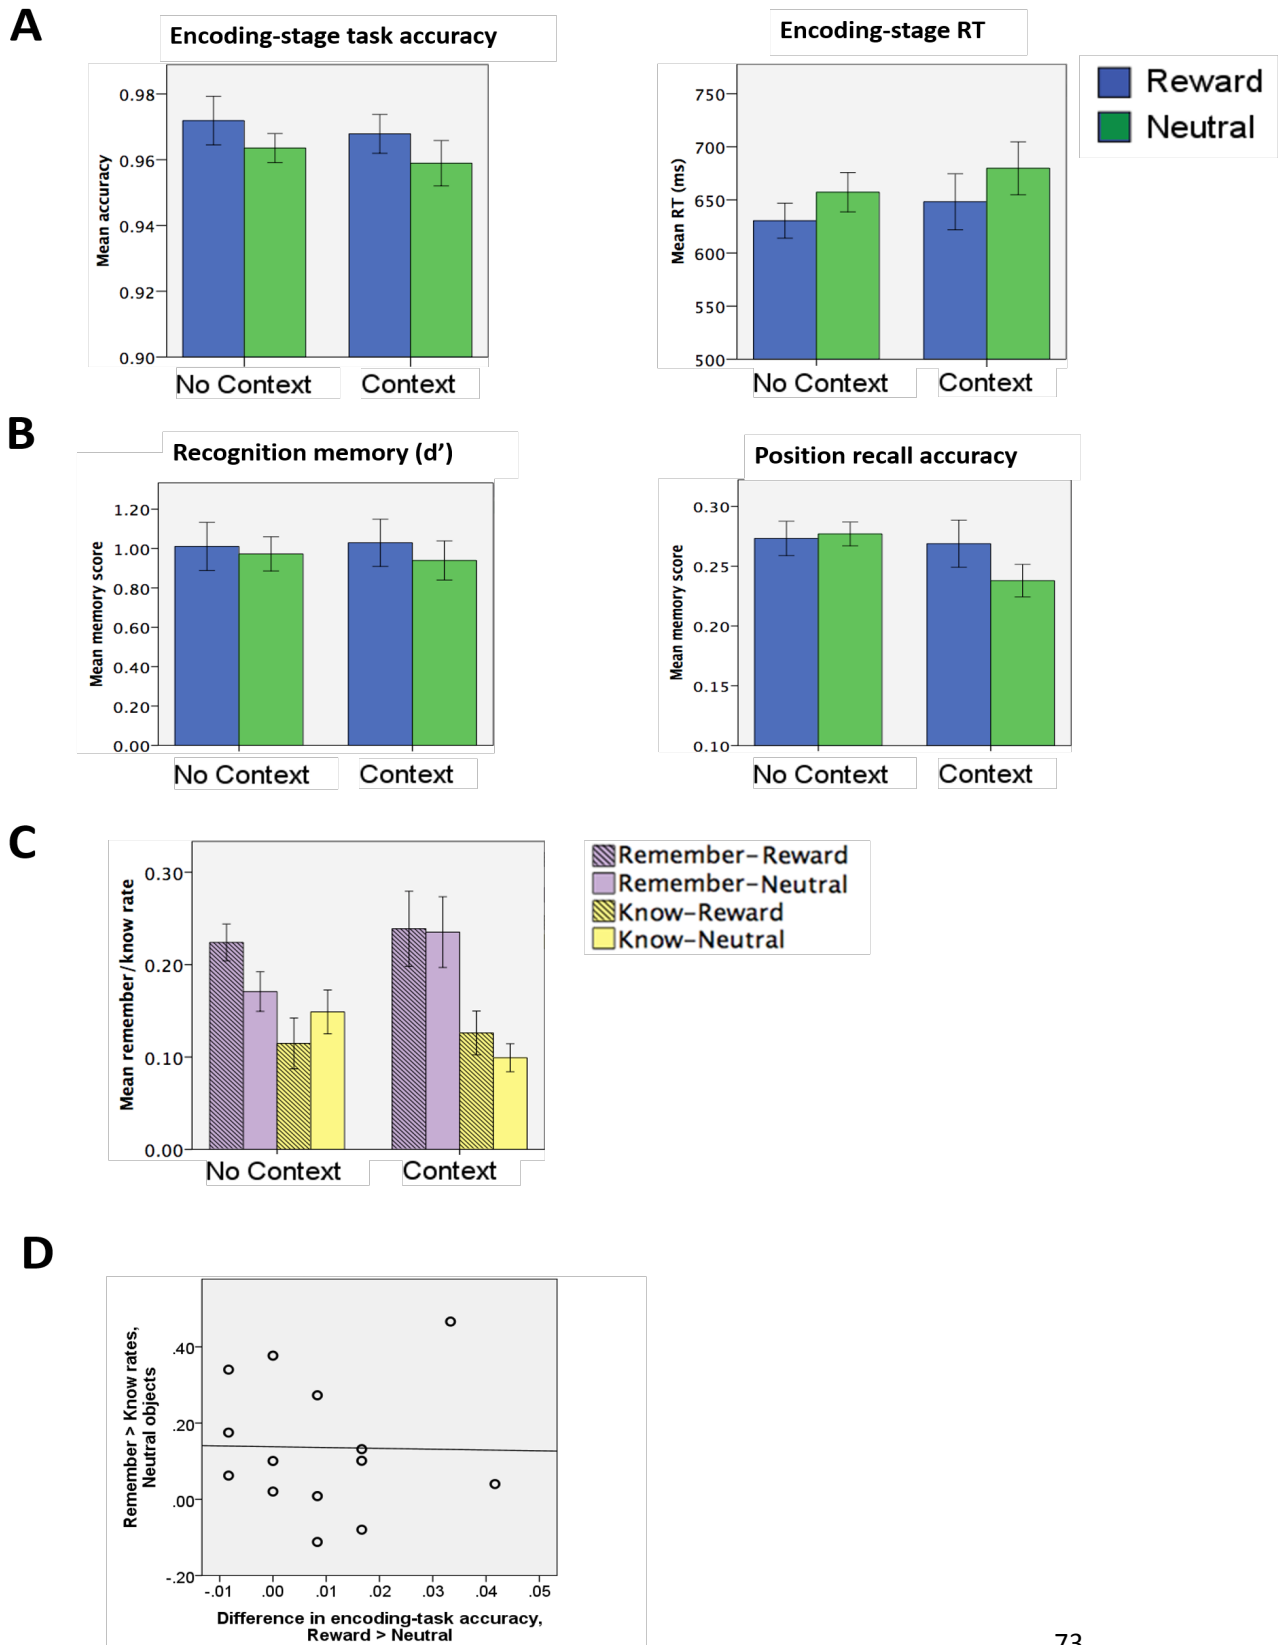 A
Encoding-stage task accuracy
Mean accuracy
0.98
0.96
0.94
0.92
0.90
No Context
Context
Encoding-stage RT
Mean RT (ms)
750
700
650
600
550
500
No Context
Context
Reward
Neutral
B
Recognition memory (d’)
Mean memory score
1.20
1.00
0.80
0.60
0.40
0.20
0.00
No Context
Context
Position recall accuracy
Mean memory score
0.30
0.25
0.20
0.15
0.10
No Context
Context
C
Mean remember/know rate
0.30
0.20
0.10
0.00
No Context
Context
Remember-Reward
Remember-Neutral
Know-Reward
Know-Neutral
D
Remember > Know rates,
Neutral objects
.40
.20
.00
-.20
-.01
.00
.01
.02
.03
.04
.05
Difference in encoding-task accuracy,
Reward > Neutral
73